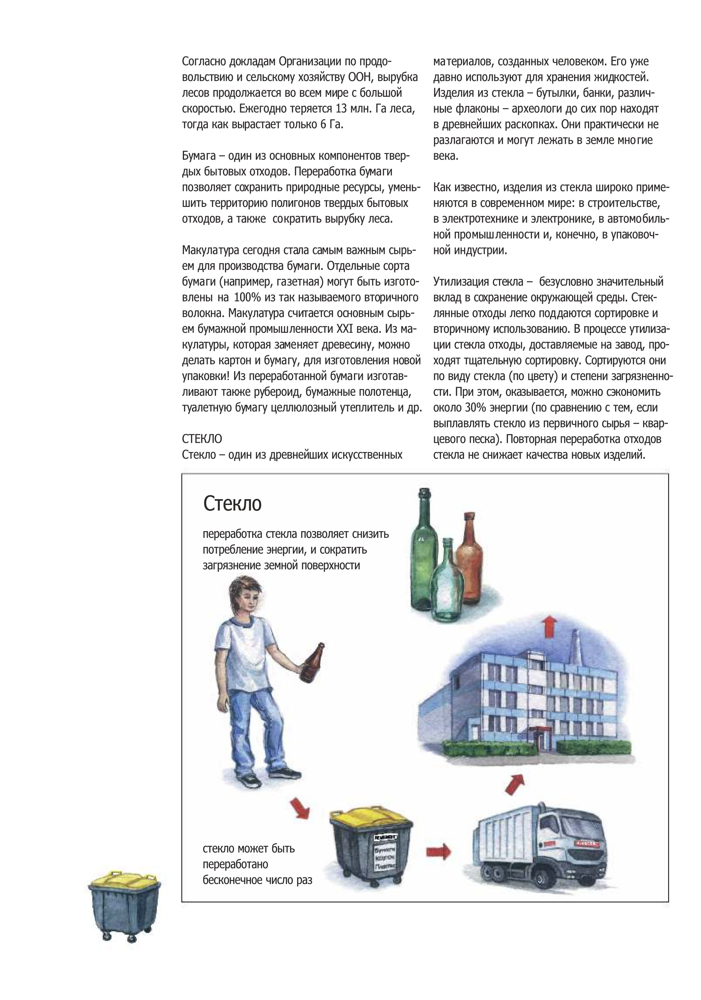 Согласно докладам Организации по продо-
вольствию и сельскому хозяйству ООН, вырубка
лесов продолжается во всем мире с большой
скоростью. Ежегодно теряется 13 млн. Га леса,
тогда как вырастает только 6 Га.
Бумага – один из основных компонентов твер-
дых бытовых отходов. Переработка бумаги
позволяет сохранить природные ресурсы, умень-
шить территорию полигонов твердых бытовых
отходов, а также сократить вырубку леса.
Макулатура сегодня стала самым важным сырь-
ем для производства бумаги. Отдельные сорта
бумаги (например, газетная) могут быть изгото-
влены на 100% из так называемого вторичного
волокна. Макулатура считается основным сырь-
ем бумажной промышленности XXI века. Из ма-
кулатуры, которая заменяет древесину, можно
делать картон и бумагу, для изготовления новой
упаковки! Из переработанной бумаги изготав-
ливают также рубероид, бумажные полотенца,
туалетную бумагу целлюлозный утеплитель и др.
СТЕКЛО
Стекло – один из древнейших искусственных
материалов, созданных человеком. Его уже
давно используют для хранения жидкостей.
Изделия из стекла – бутылки, банки, различ-
ные флаконы – археологи до сих пор находят
в древнейших раскопках. Они практически не
разлагаются и могут лежать в земле многие
века.
Как известно, изделия из стекла широко приме-
няются в современном мире: в строительстве,
в электротехнике и электронике, в автомобиль-
ной промышленности и, конечно, в упаковоч-
ной индустрии.
Утилизация стекла – безусловно значительный
вклад в сохранение окружающей среды. Стек-
лянные отходы легко поддаются сортировке и
вторичному использованию. В процессе утилиза-
ции стекла отходы, доставляемые на завод, про-
ходят тщательную сортировку. Сортируются они
по виду стекла (по цвету) и степени загрязненно-
сти. При этом, оказывается, можно сэкономить
около 30% энергии (по сравнению с тем, если
выплавлять стекло из первичного сырья – квар-
цевого песка). Повторная переработка отходов
стекла не снижает качества новых изделий.
Стекло
переработка стекла позволяет снизить
потребление энергии, и сократить
загрязнение земной поверхности
стекло может быть
переработано
бесконечное число раз
Бумага
Картон
Пластик